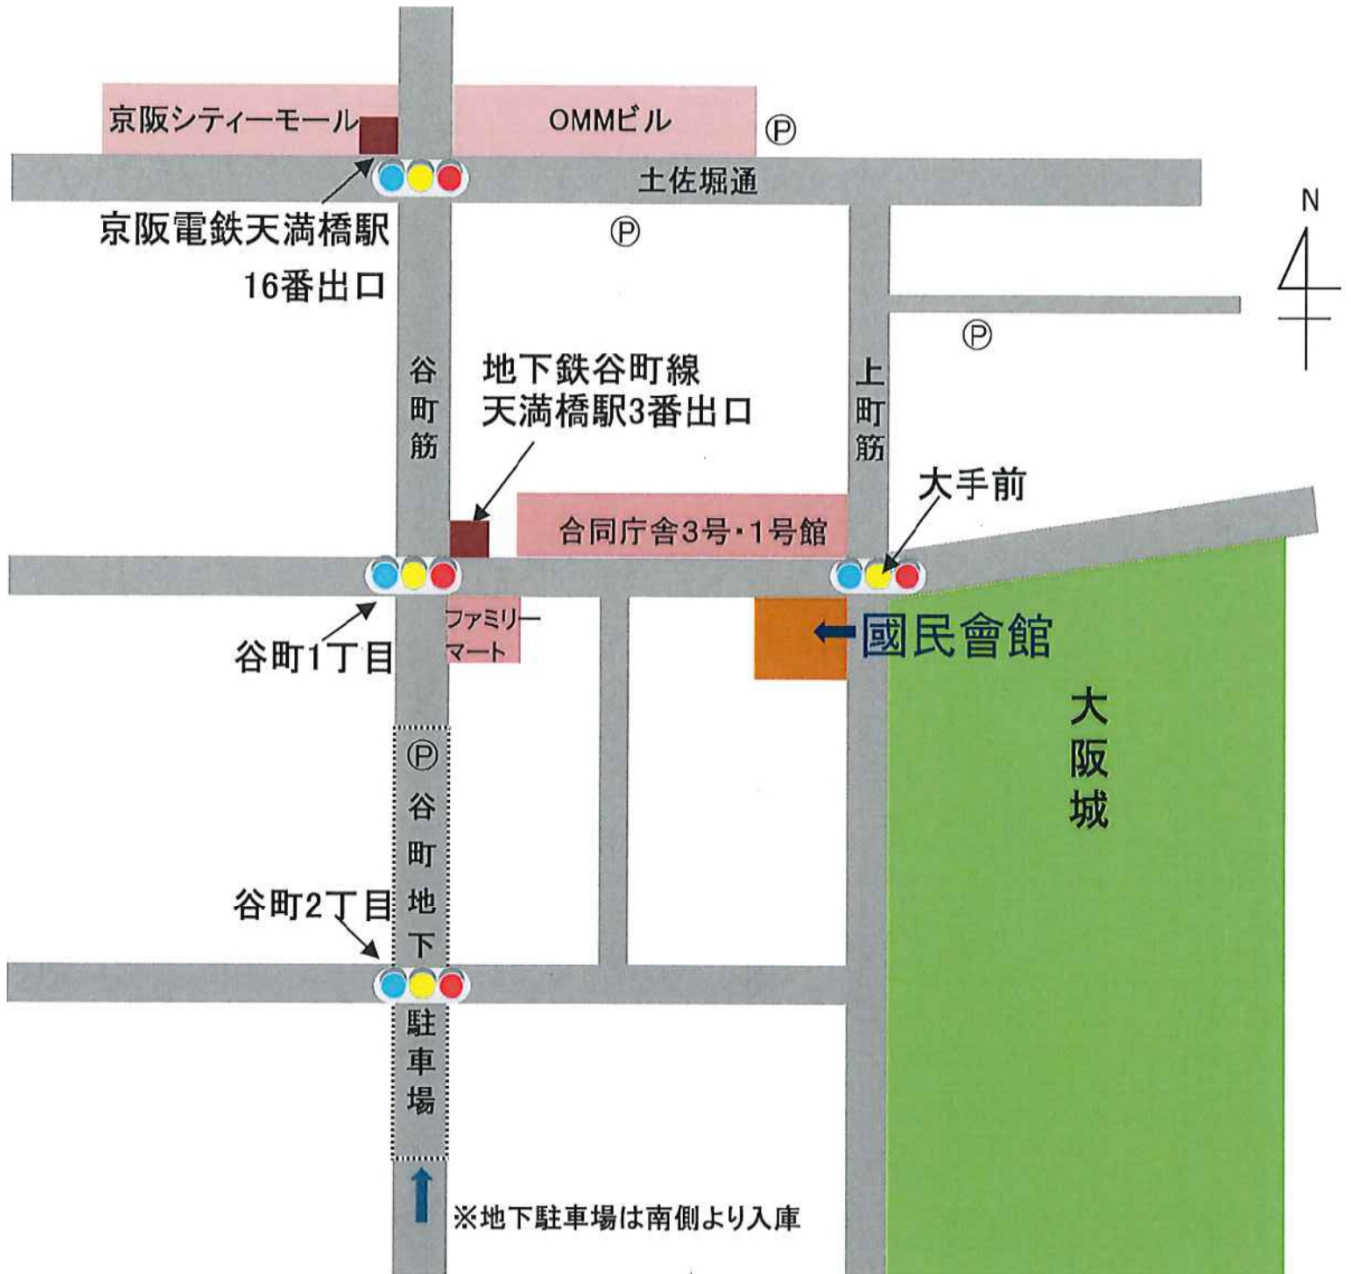 京阪シティーモール
OMMビル
Ⓟ
土佐堀通
京阪電鉄天満橋駅
16番出口
Ⓟ
N
Ⓟ
谷町筋
地下鉄谷町線
天満橋駅3番出口
上町筋
大手前
合同庁舎3号・1号館
ファミリー
マート
谷町1丁目
←國民會館
大阪城
Ⓟ谷町地下駐車場
谷町2丁目
※地下駐車場は南側より入庫